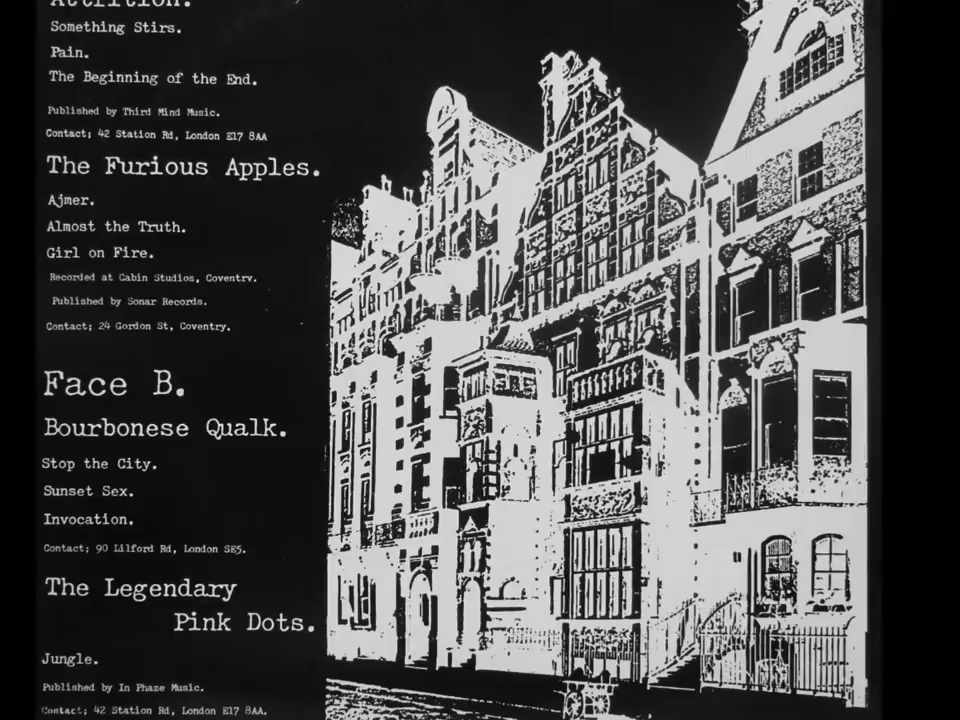 Attrition.
Something Stirs.
Pain.
The Beginning of the End.
Published by Third Mind Music.
Contact; 42 Station Rd, London E17 8AA
The Furious Apples.
Ajmer.
Almost the Truth.
Girl on Fire.
Recorded at Cabin Studios, Coventry.
Published by Sonar Records.
Contact; 24 Gordon St, Coventry.
Face B.
Bourbonese Qualk.
Stop the City.
Sunset Sex.
Invocation.
Contact; 90 Lilford Rd, London SE5.
The Legendary
Pink Dots.
Jungle.
Published by In Phaze Music.
Contact; 42 Station Rd, London E17 8AA.